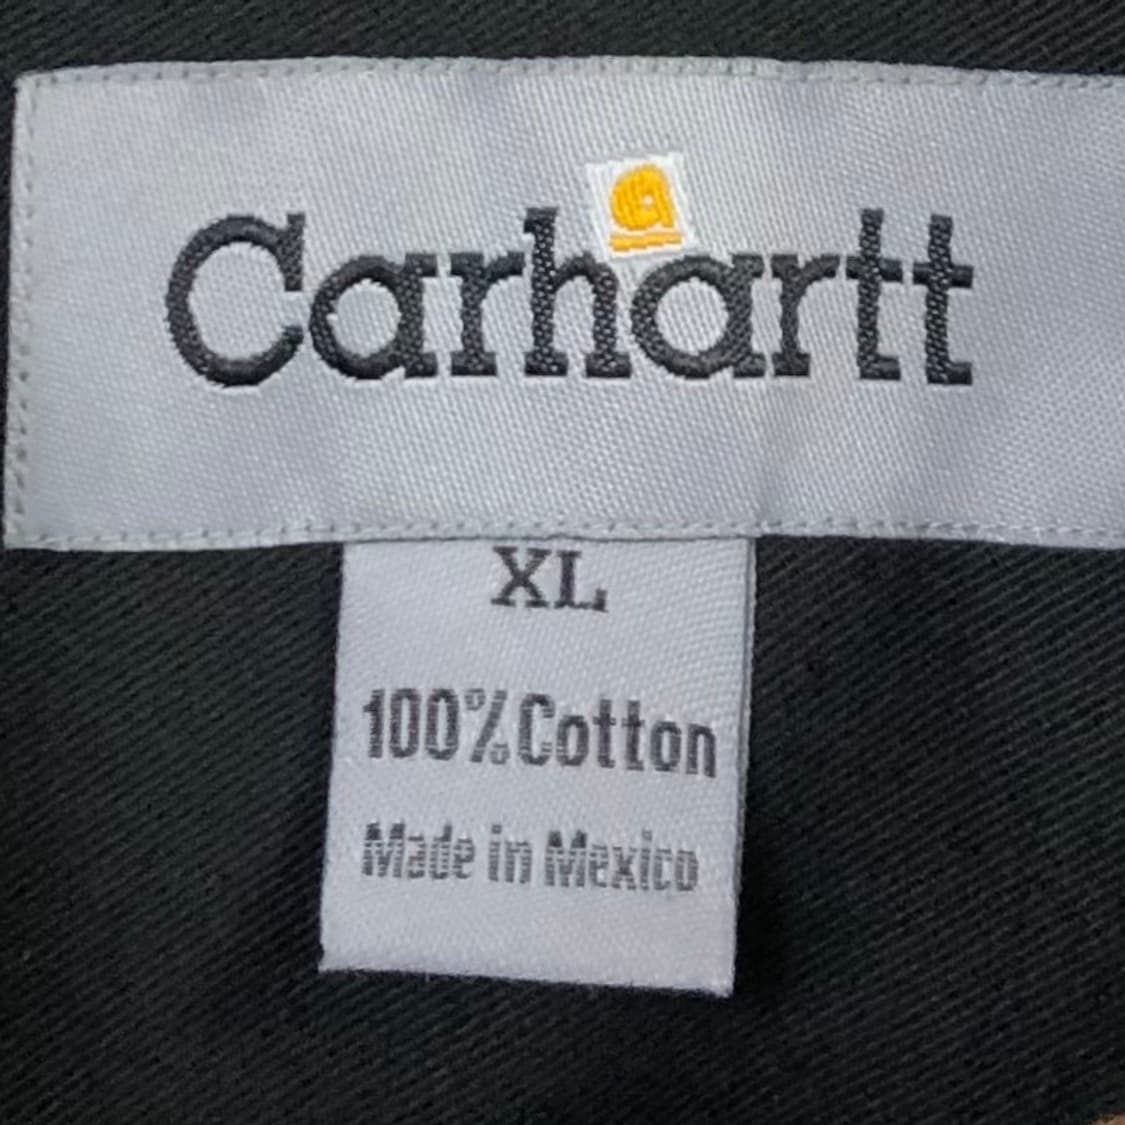 Carhartt
XL
100% Cotton
Made in Mexico